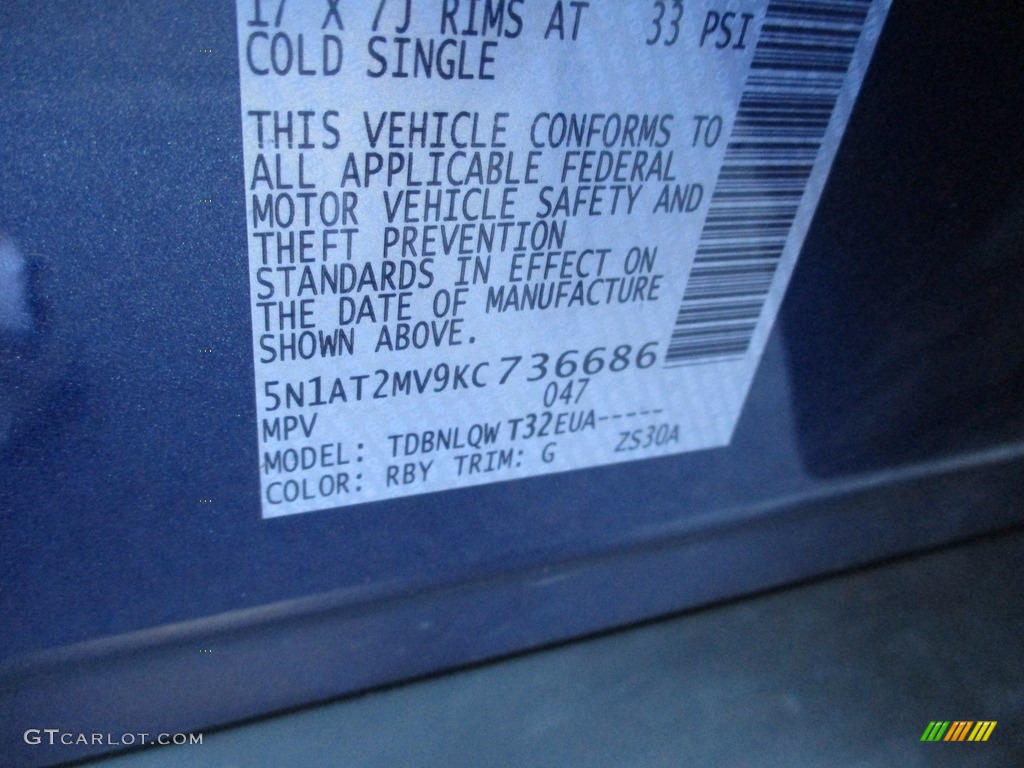 17 X 7J RIMS AT 33 PSI
COLD SINGLE
THIS VEHICLE CONFORMS TO
ALL APPLICABLE FEDERAL
MOTOR VEHICLE SAFETY AND
THEFT PREVENTION
STANDARDS IN EFFECT ON
THE DATE OF MANUFACTURE
SHOWN ABOVE.
5N1AT2MV9KC736686
MPV 047
MODEL: TDBNLQW T32EUA-----
COLOR: RBY TRIM: G ZS30A
GTCARLOT.COM